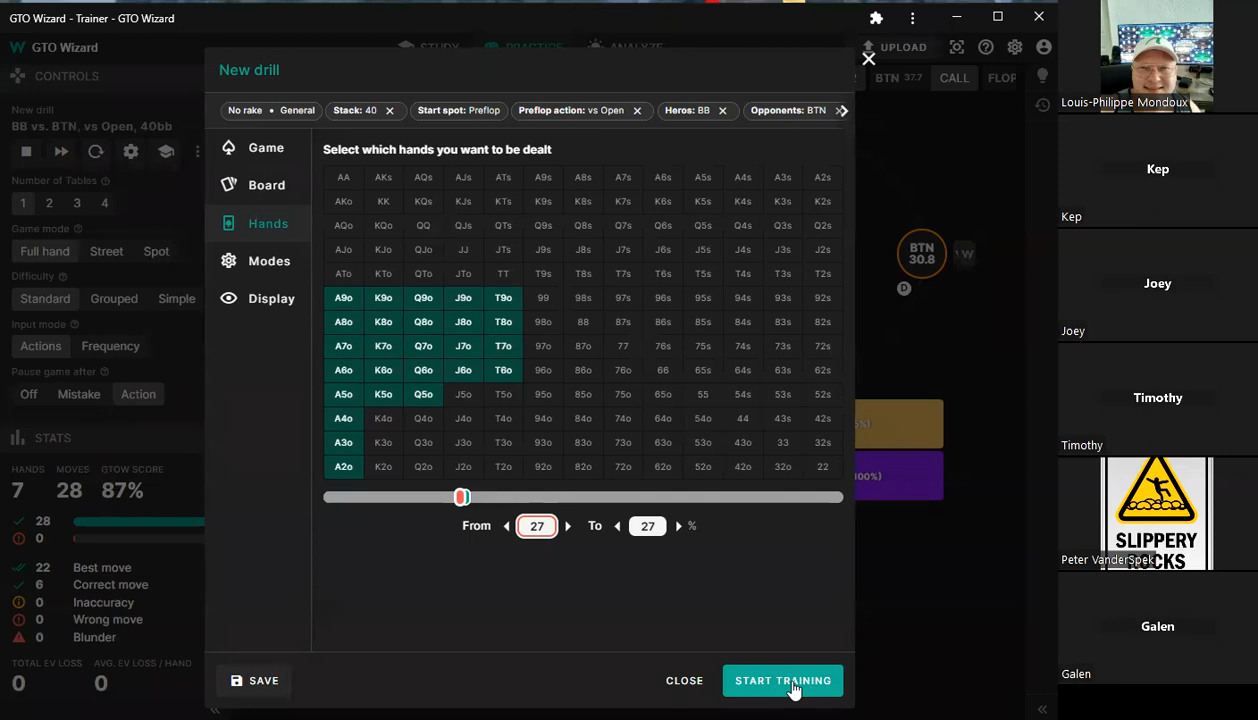 GTO Wizard - Trainer - GTO Wizard
GTO Wizard
STUDY
PRACTICE
ANALYZE
UPLOAD
CONTROLS
New drill
BB vs. BTN, vs Open, 40bb
Number of Tables
1 2 3 4
Game mode
Full hand Street Spot
Difficulty
Standard Grouped Simple
Input mode
Actions Frequency
Pause game after
Off Mistake Action
STATS
HANDS MOVES GTOW SCORE
7 28 87%
28
0
22 Best move
6 Correct move
0 Inaccuracy
0 Wrong move
0 Blunder
TOTAL EV LOSS AVG. EV LOSS / HAND
0 0
New drill
No rake • General
Stack: 40
Start spot: Preflop
Preflop action: vs Open
Heros: BB
Opponents: BTN
Game
Board
Hands
Modes
Display
Select which hands you want to be dealt
AA AKs AQs AJs ATs A9s A8s A7s A6s A5s A4s A3s A2s
AKo KK KQs KJs KTs K9s K8s K7s K6s K5s K4s K3s K2s
AQo KQo QQ QJs QTs Q9s Q8s Q7s Q6s Q5s Q4s Q3s Q2s
AJo KJo QJo JJ JTs J9s J8s J7s J6s J5s J4s J3s J2s
ATo KTo QTo JTo TT T9s T8s T7s T6s T5s T4s T3s T2s
A9o K9o Q9o J9o T9o 99 98s 97s 96s 95s 94s 93s 92s
A8o K8o Q8o J8o T8o 98o 88 87s 86s 85s 84s 83s 82s
A7o K7o Q7o J7o T7o 97o 87o 77 76s 75s 74s 73s 72s
A6o K6o Q6o J6o T6o 96o 86o 76o 66 65s 64s 63s 62s
A5o K5o Q5o J5o T5o 95o 85o 75o 65o 55 54s 53s 52s
A4o K4o Q4o J4o T4o 94o 84o 74o 64o 54o 44 43s 42s
A3o K3o Q3o J3o T3o 93o 83o 73o 63o 53o 43o 33 32s
A2o K2o Q2o J2o T2o 92o 82o 72o 62o 52o 42o 32o 22
From 27 To 27 %
SAVE
CLOSE
START TRAINING
BTN 37.7
CALL
FLOP
BTN
30.8
D
100%)
Louis-Philippe Mondoux
Kep
Kep
Joey
Joey
Timothy
Timothy
SLIPPERY
ROCKS
Peter VanderSpek
Galen
Galen